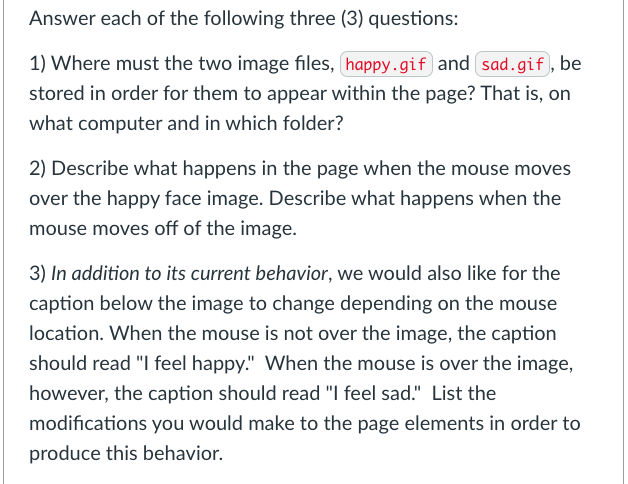 Answer each of the following three (3) questions:
1) Where must the two image files, happy.gif and sad.gif, be
stored in order for them to appear within the page? That is, on
what computer and in which folder?
2) Describe what happens in the page when the mouse moves
over the happy face image. Describe what happens when the
mouse moves off of the image.
3) In addition to its current behavior, we would also like for the
caption below the image to change depending on the mouse
location. When the mouse is not over the image, the caption
should read "I feel happy."  When the mouse is over the image,
however, the caption should read "I feel sad."  List the
modifications you would make to the page elements in order to
produce this behavior.